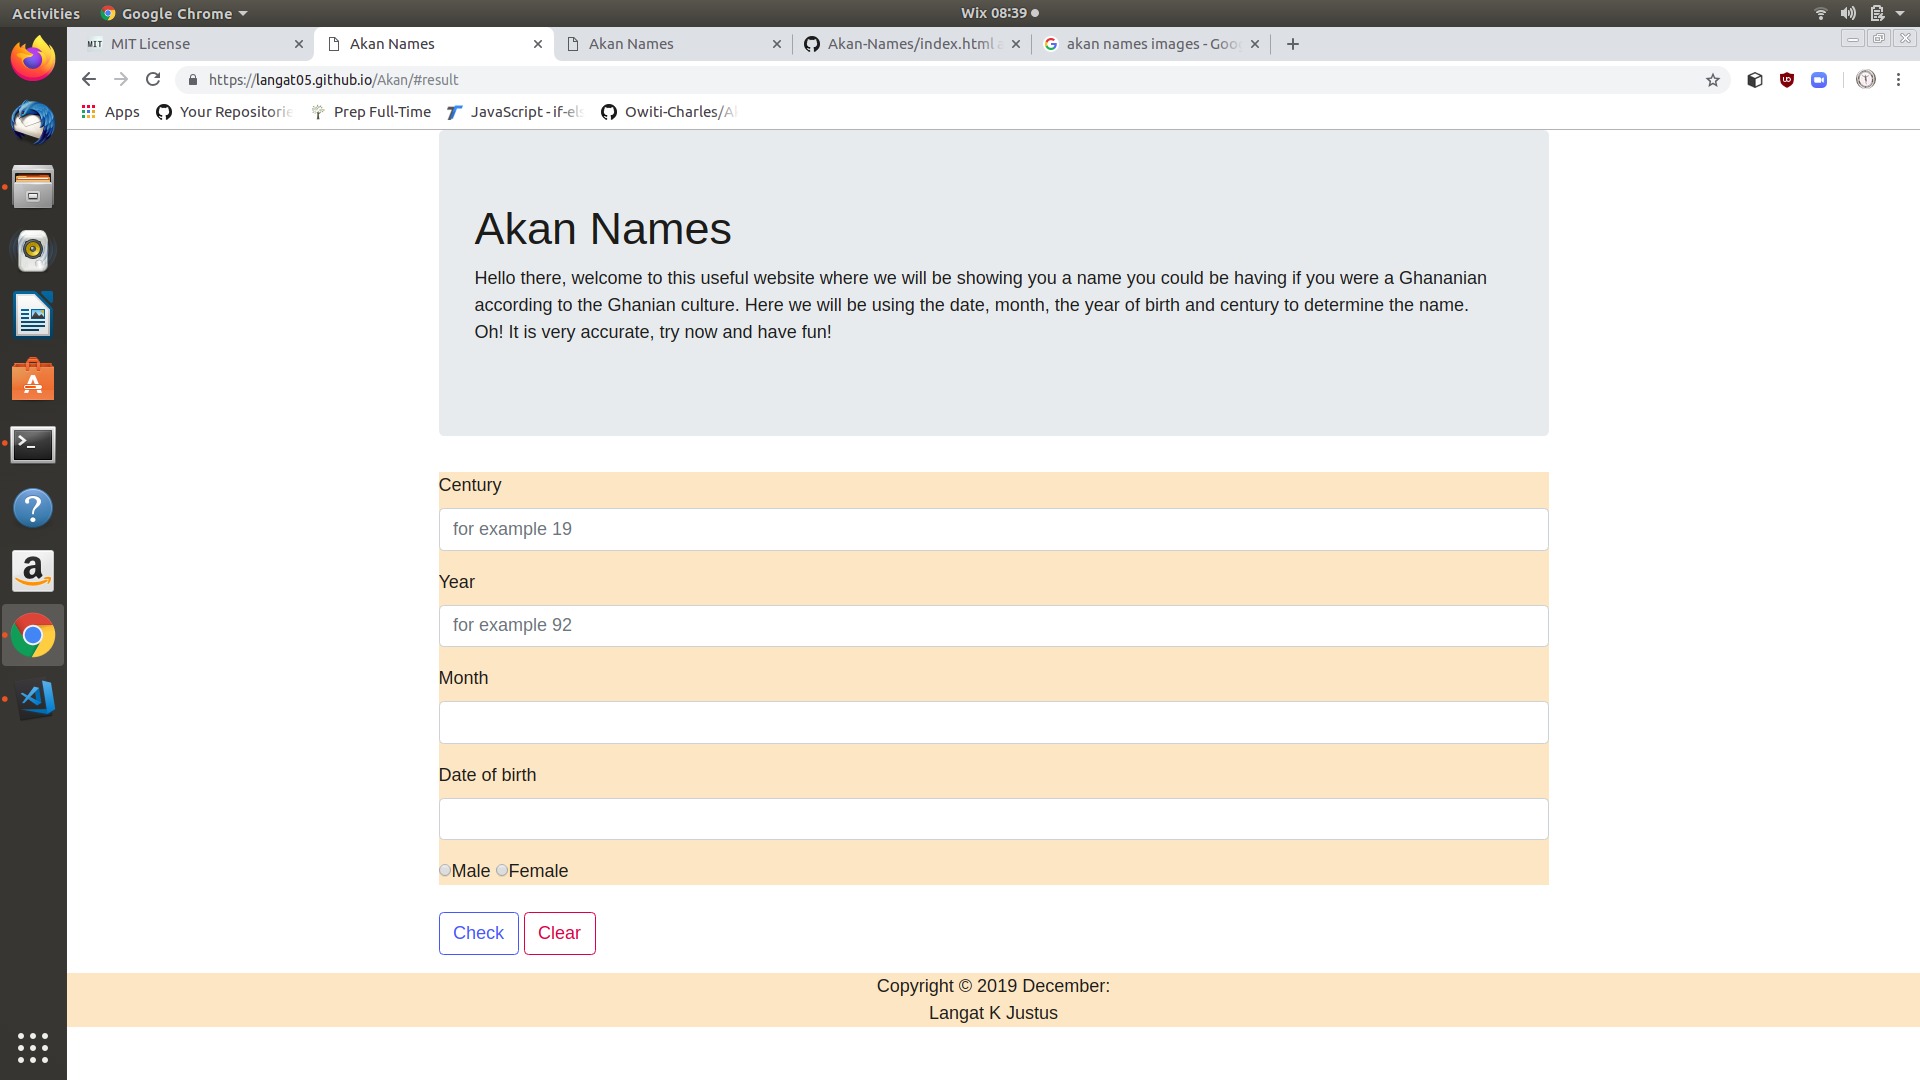 Activities
Google Chrome
Wix 08:39
MIT
MIT License
Akan Names
Akan Names
Akan-Names/index.html
akan names images - Goo
https://langat05.github.io/Akan/#result
Apps
Your Repositorie
Prep Full-Time
JavaScript - if-els
Owiti-Charles/A
Akan Names
Hello there, welcome to this useful website where we will be showing you a name you could be having if you were a Ghananian
according to the Ghanian culture. Here we will be using the date, month, the year of birth and century to determine the name.
Oh! It is very accurate, try now and have fun!
Century
for example 19
Year
for example 92
Month
Date of birth
Male Female
Check Clear
Copyright © 2019 December:
Langat K Justus